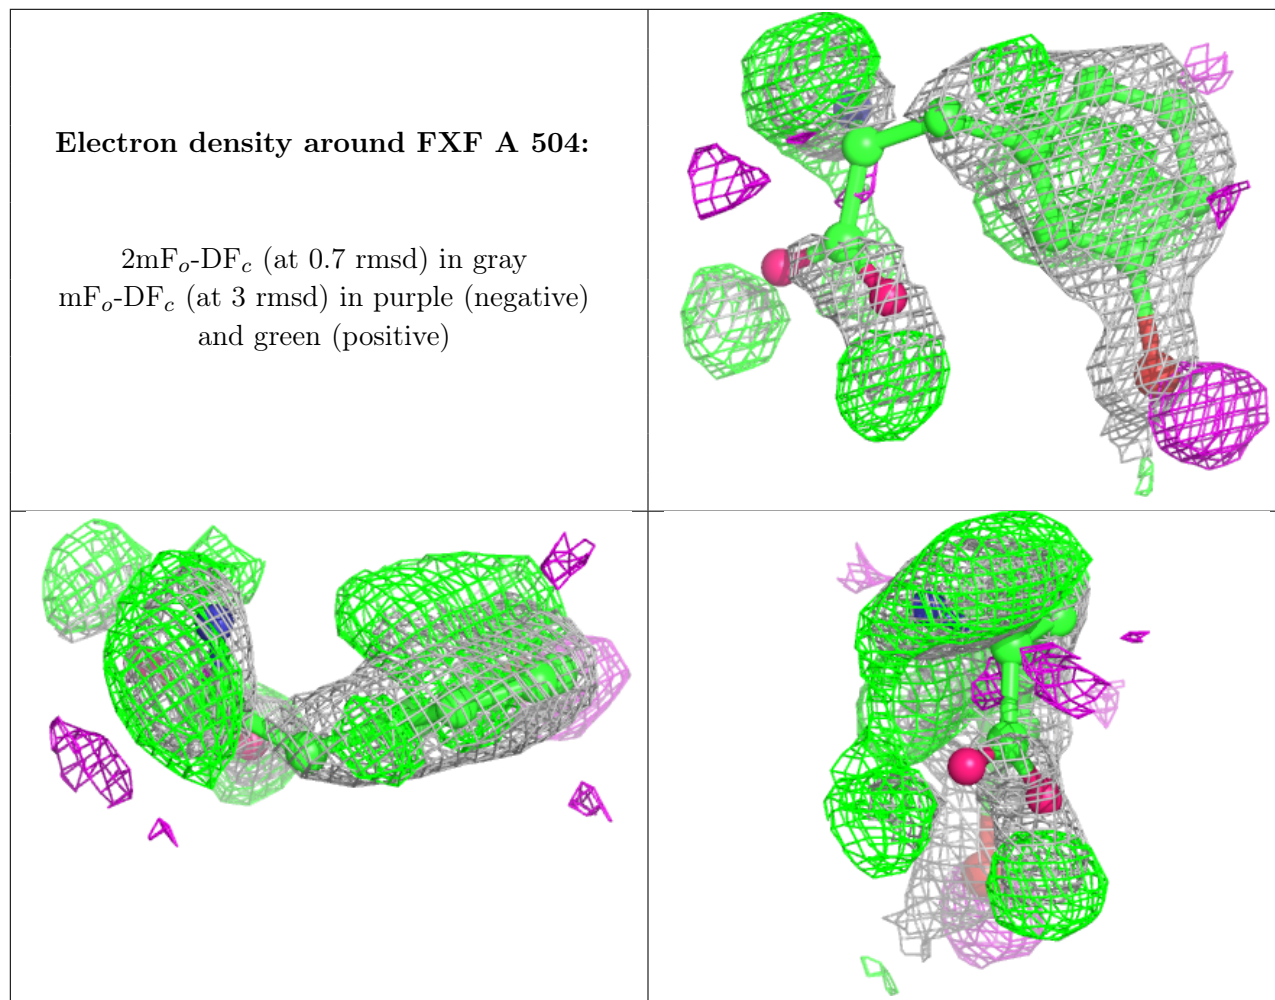 Electron density around FXF A 504:
2mFo-DFc (at 0.7 rmsd) in gray
mFo-DFc (at 3 rmsd) in purple (negative)
and green (positive)